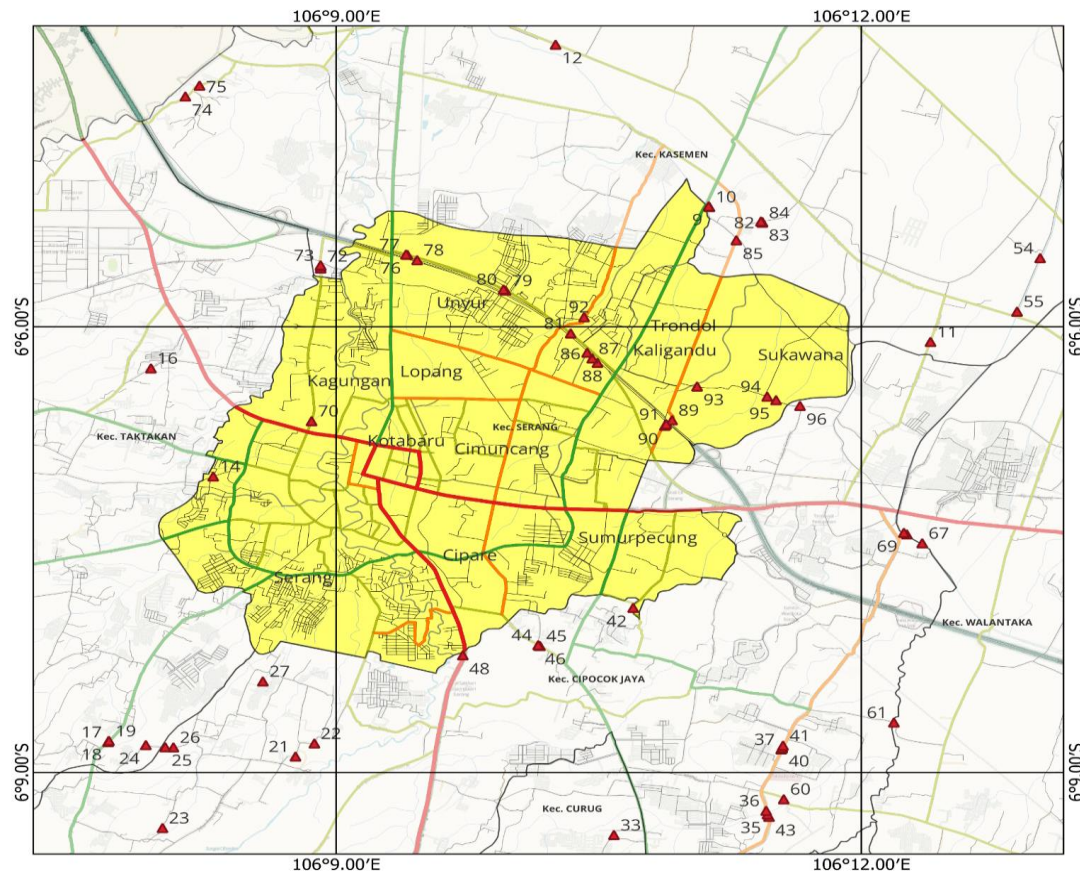 106°9.00'E
106°12.00'E
12
75
74
Kec. KASEMEN
10
9
82
84
83
85
77
78
76
73
72
54
80
79
Unyur
92
81
55
6°6.00'S
6°6.00'S
Trondol
86
87
Kaligandu
88
Sukawana
11
16
Lopang
Kagungan
93
94
95
96
70
91
89
90
Kec. SERANG
Kec. TAKTAKAN
Kotabaru
Cimuncang
14
69
67
Sumurpecung
Cipare
Serang
42
Kec. WALANTAKA
44
45
46
48
27
Kec. CIPOCOK JAYA
61
17
19
18
24
26
25
22
21
37
41
40
6°9.00'S
6°9.00'S
60
36
35
43
Kec. CURUG
23
33
106°9.00'E
106°12.00'E